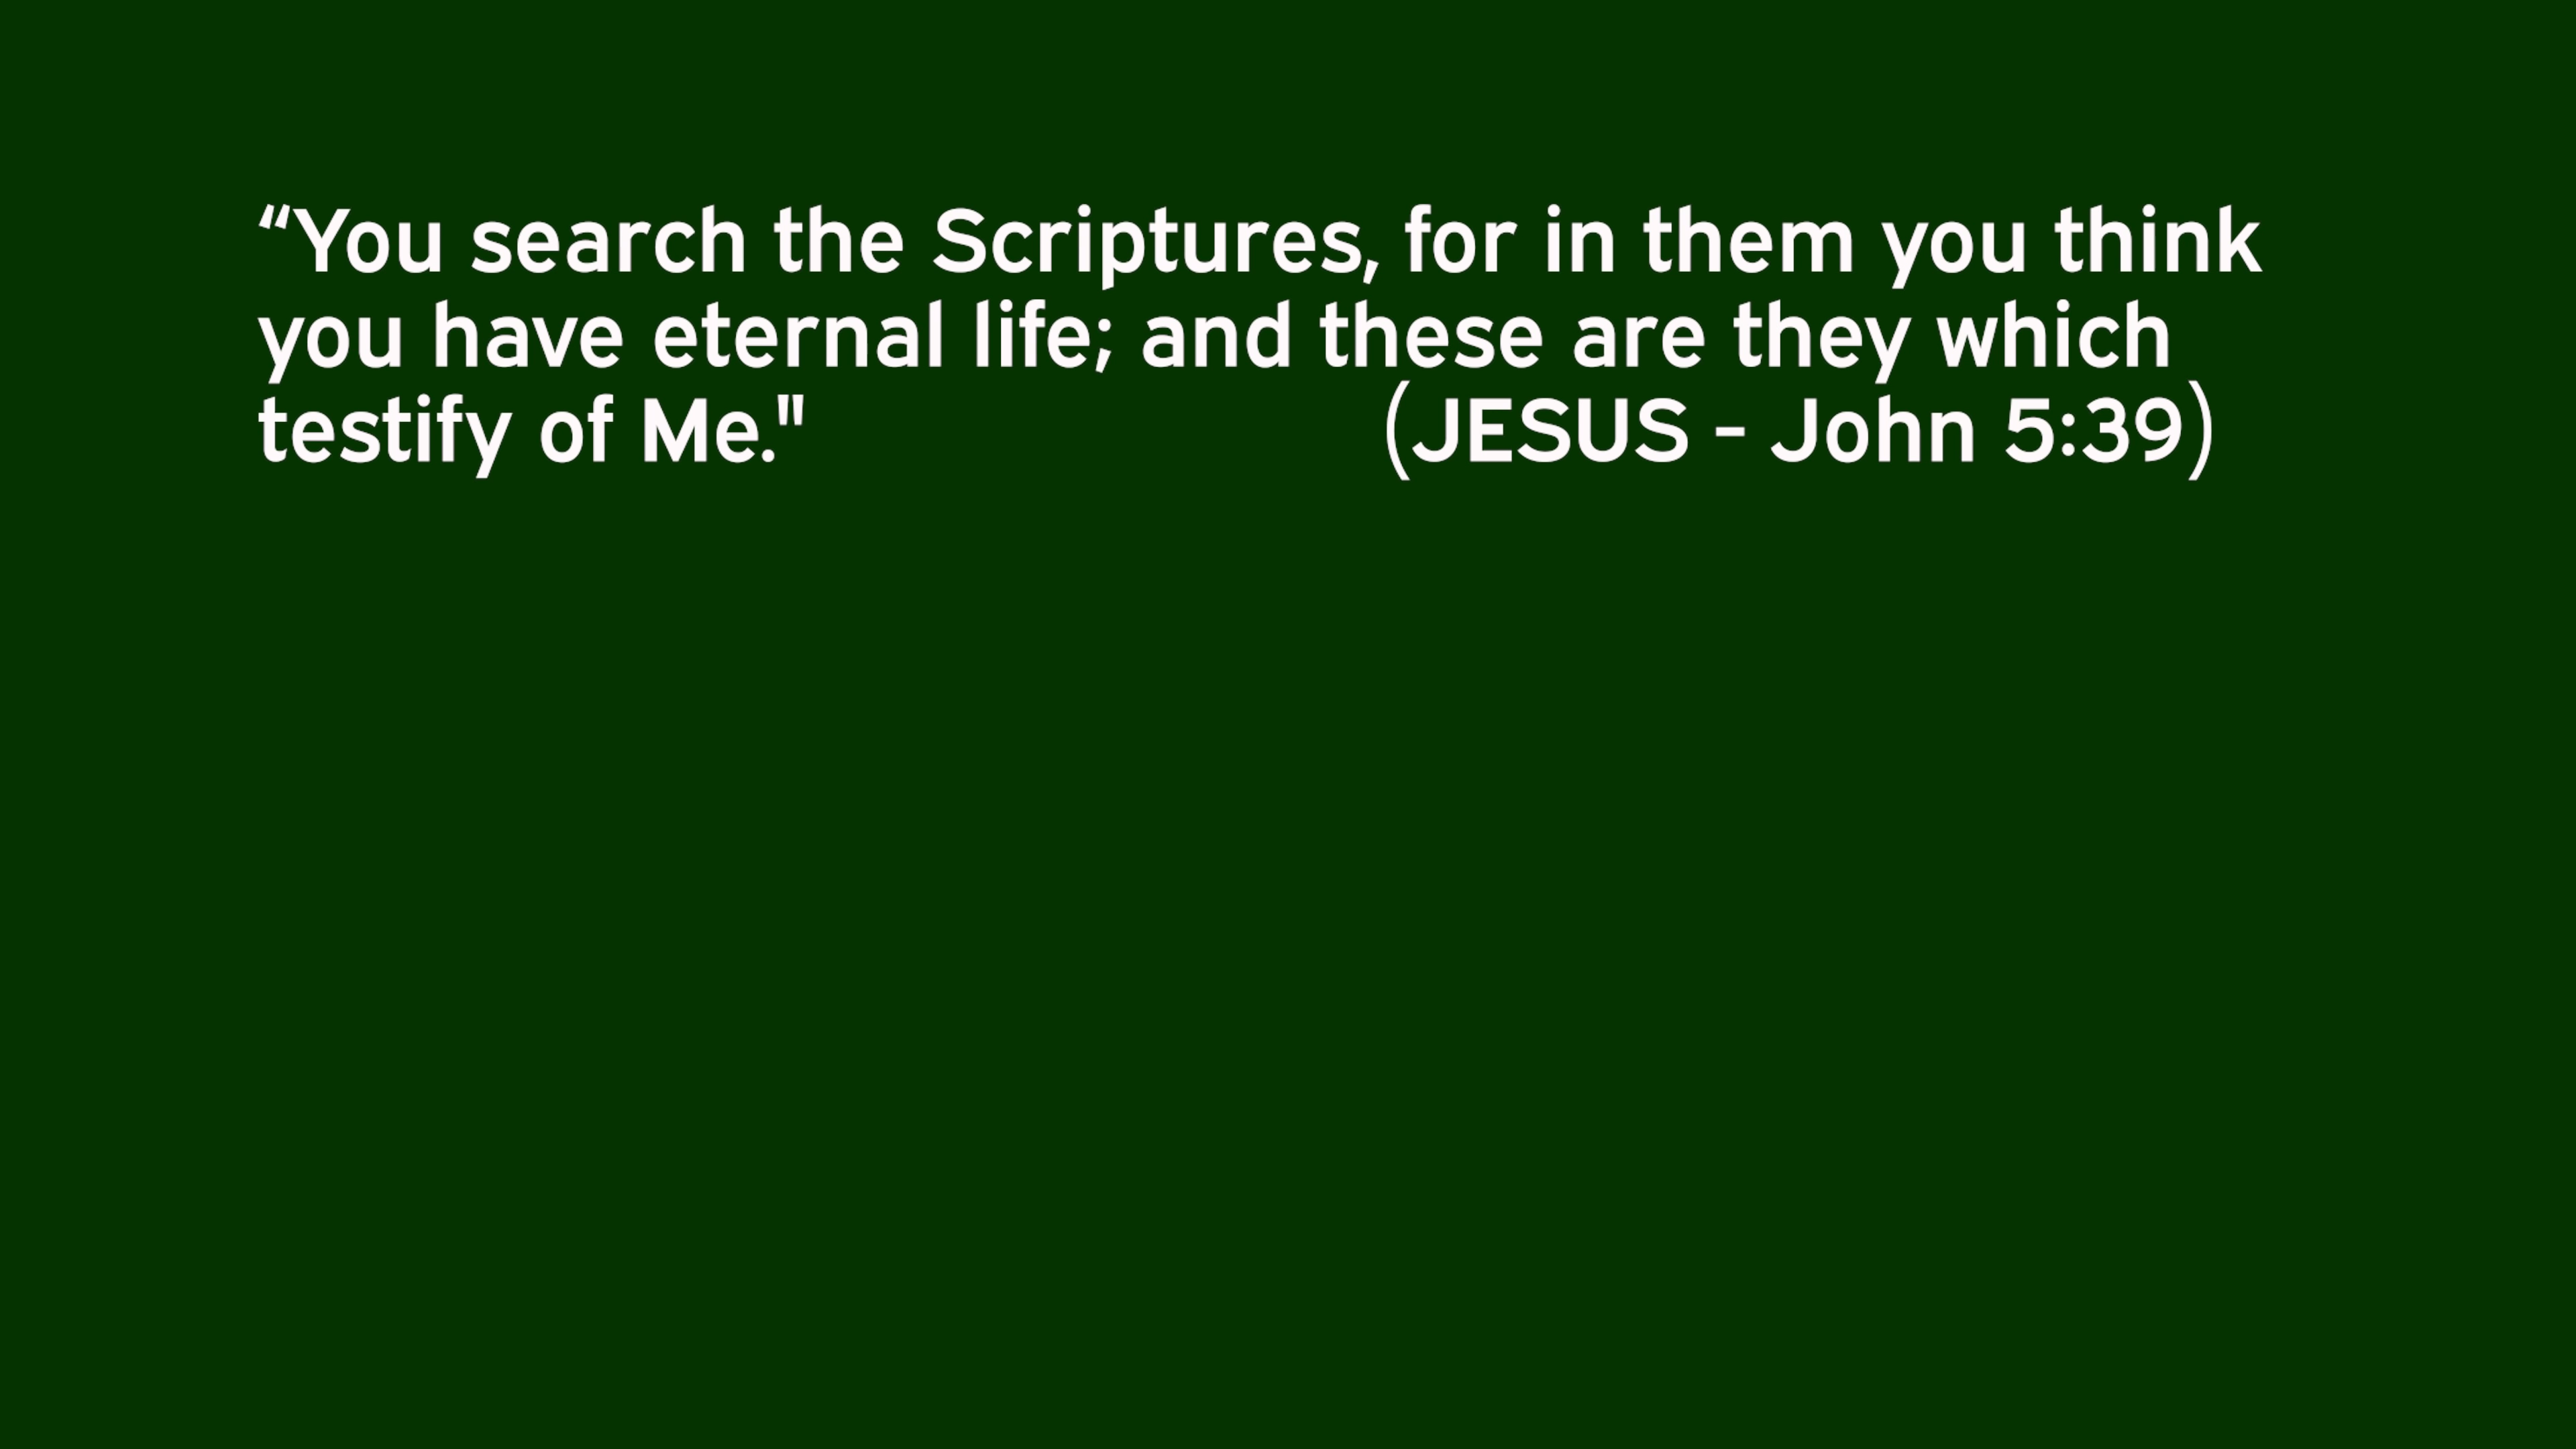 “You search the Scriptures, for in them you think
you have eternal life; and these are they which
testify of Me." (JESUS - John 5:39)